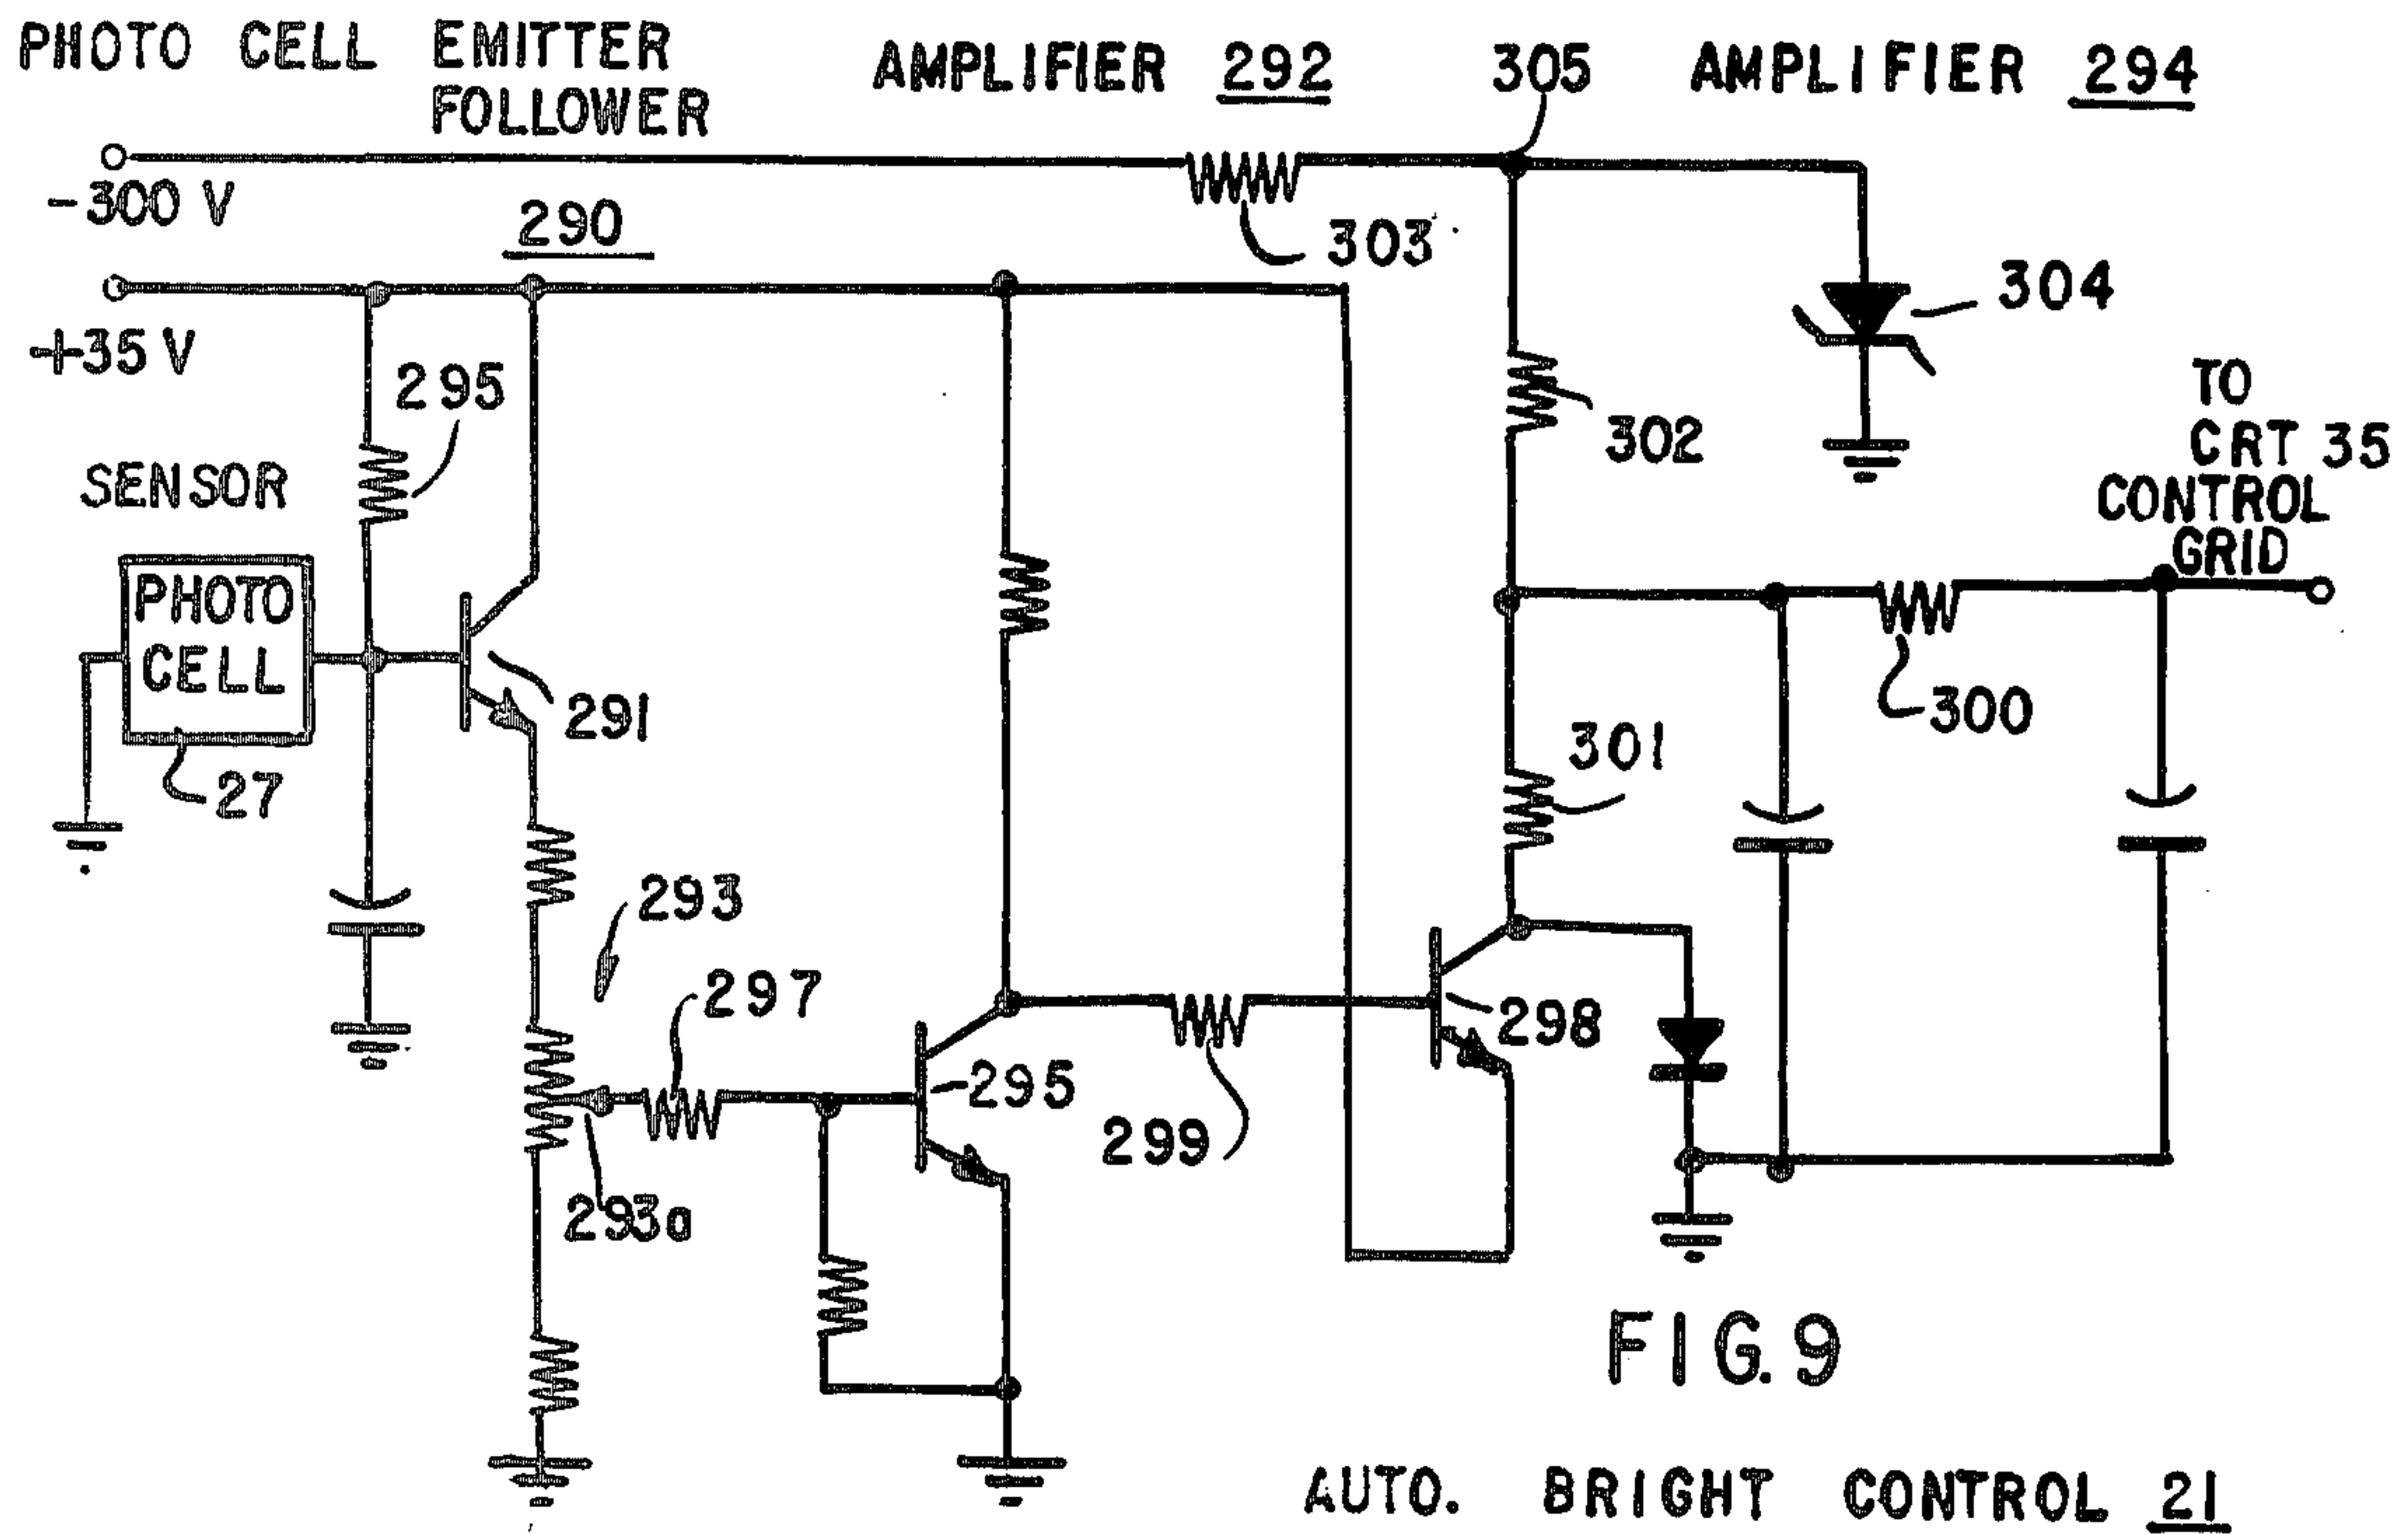 PHOTO CELL EMITTER
FOLLOWER
AMPLIFIER 292
305
AMPLIFIER 294
-300 V
290
303
+35 V
304
295
302
TO
CRT 35
CONTROL
GRID
SENSOR
PHOTO
CELL
291
27
300
301
293
297
298
295
299
293a
FIG. 9
AUTO. BRIGHT CONTROL 21